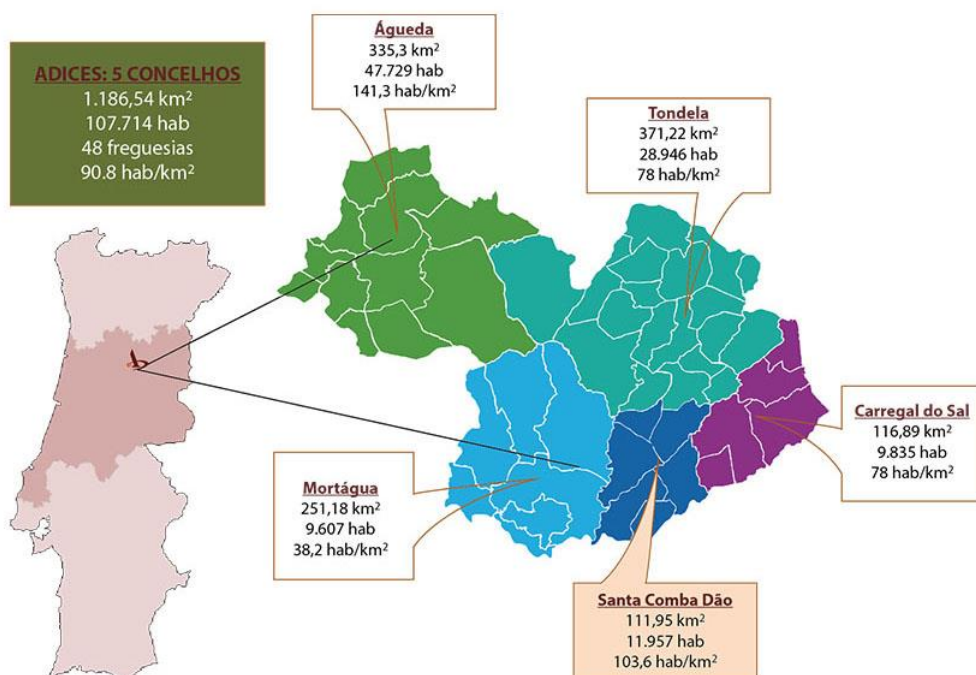 ADICES: 5 CONCELHOS
1.186,54 km²
107.714 hab
48 freguesias
90.8 hab/km²
Águeda
335,3 km²
47.729 hab
141,3 hab/km²
Tondela
371,22 km²
28.946 hab
78 hab/km²
Carregal do Sal
116,89 km²
9.835 hab
78 hab/km²
Mortágua
251,18 km²
9.607 hab
38,2 hab/km²
Santa Comba Dão
111,95 km²
11.957 hab
103,6 hab/km²